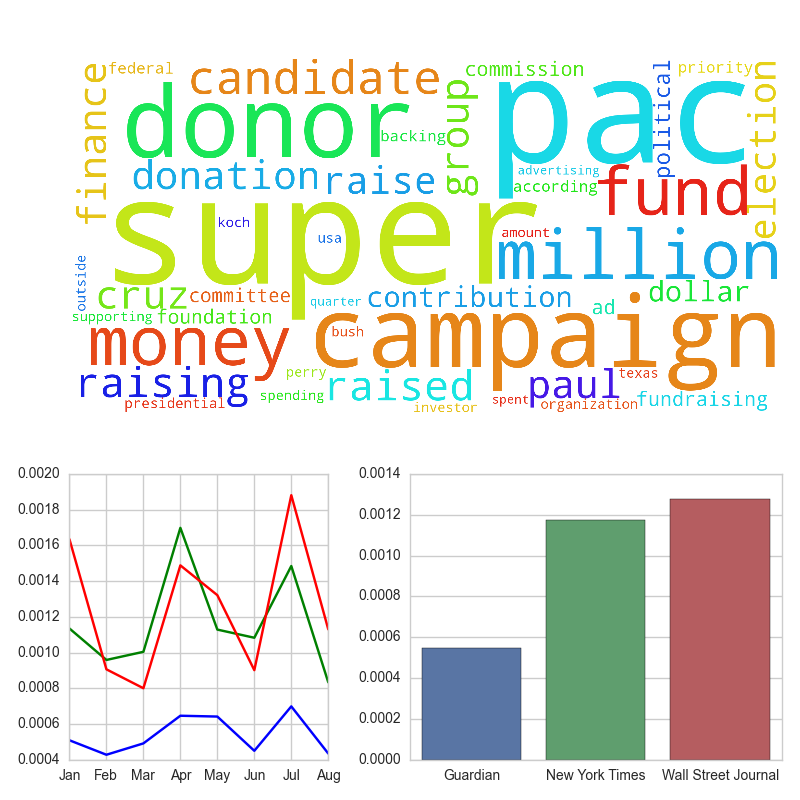 federal
candidate
commission
priority
finance
donor
backing
group
pac
political
election
donation
raise
advertising
according
fund
super
koch
usa
amount
million
outside
cruz
committee
quarter
contribution
ad
dollar
supporting
foundation
money
bush
campaign
raising
perry
raised
paul
texas
presidential
spending
investor
spent
organization
fundraising
0.0020
0.0018
0.0016
0.0014
0.0012
0.0010
0.0008
0.0006
0.0004
Jan Feb Mar Apr May Jun Jul Aug
0.0014
0.0012
0.0010
0.0008
0.0006
0.0004
0.0002
0.0000
Guardian New York Times Wall Street Journal